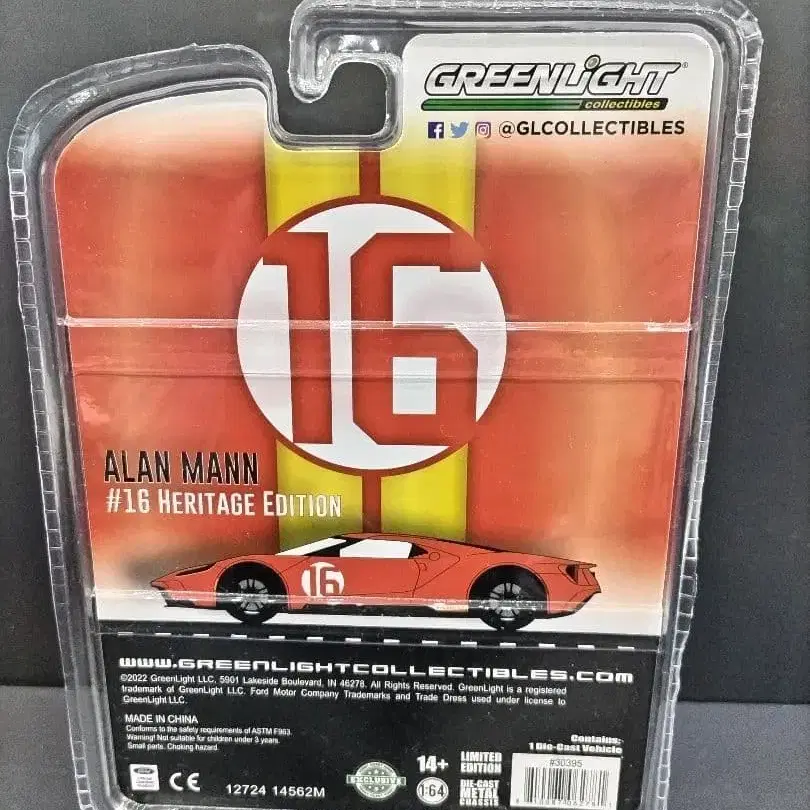 GREENLiGHT®
collectibles
@GLCOLLECTIBLES
16
ALAN MANN
#16 HERITAGE EDITION
16
WWW.GREENLIGHTCOLLECTIBLES.COM
©2022 GreenLight LLC, 5901 Lakeside Boulevard, IN 46278. All Rights Reserved. GreenLight is a registered
trademark of GreenLight LLC. Ford Motor Company Trademarks and Trade Dress used under license to
GreenLight LLC.
MADE IN CHINA
Conforms to the safety requirements of ASTM F963.
Warning! Not suitable for children under 3 years.
Small parts. Choking hazard.
Contains:
1 Die-Cast Vehicle
#30395
CE
12724 14562M
EXCLUSIVE
14+
1:64
LIMITED
EDITION
DIE-CAST
METAL
CHASSIS